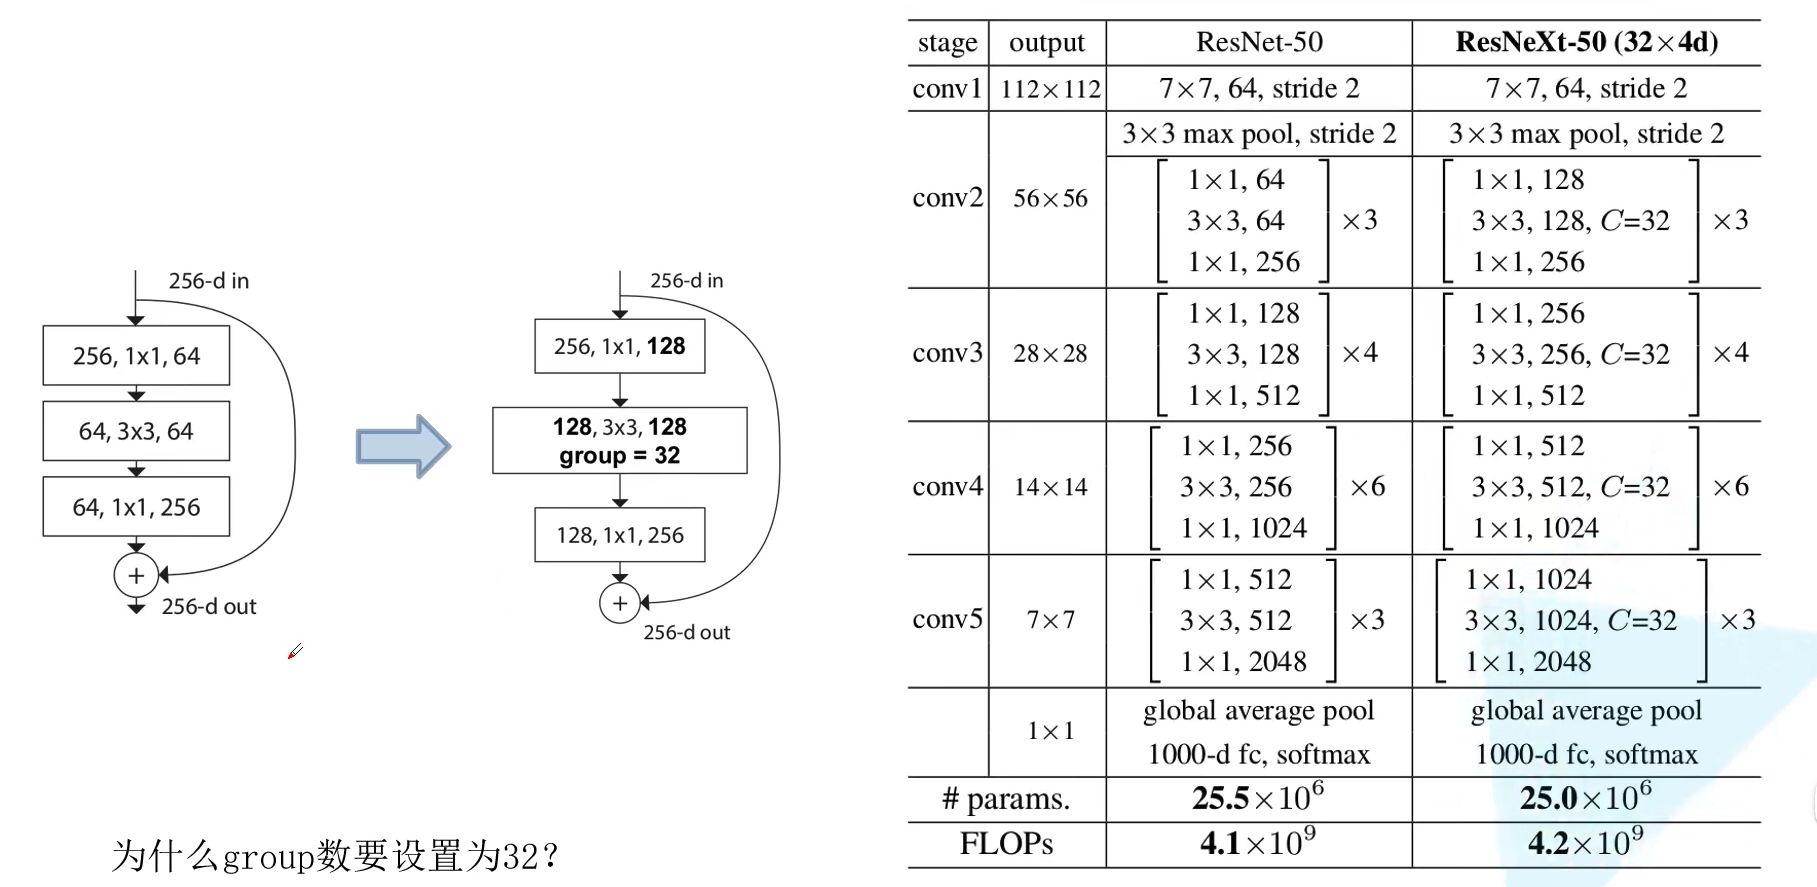 256-d in
256, 1x1, 64
64, 3x3, 64
64, 1x1, 256
+
256-d out
256-d in
256, 1x1, 128
128, 3x3, 128
group = 32
128, 1x1, 256
+
256-d out
为什么group数要设置为32?
stage output ResNet-50 ResNeXt-50 (32×4d)
conv1 112×112 7×7, 64, stride 2 7×7, 64, stride 2
3×3 max pool, stride 2 3×3 max pool, stride 2
1×1, 64 1×1, 128
conv2 56×56 3×3, 64 ×3 3×3, 128, C=32 ×3
1×1, 256 1×1, 256
1×1, 128 1×1, 256
conv3 28×28 3×3, 128 ×4 3×3, 256, C=32 ×4
1×1, 512 1×1, 512
1×1, 256 1×1, 512
conv4 14×14 3×3, 256 ×6 3×3, 512, C=32 ×6
1×1, 1024 1×1, 1024
1×1, 512 1×1, 1024
conv5 7×7 3×3, 512 ×3 3×3, 1024, C=32 ×3
1×1, 2048 1×1, 2048
global average pool global average pool
1×1 1000-d fc, softmax 1000-d fc, softmax
# params. 25.5×10⁶ 25.0×10⁶
FLOPs 4.1×10⁹ 4.2×10⁹